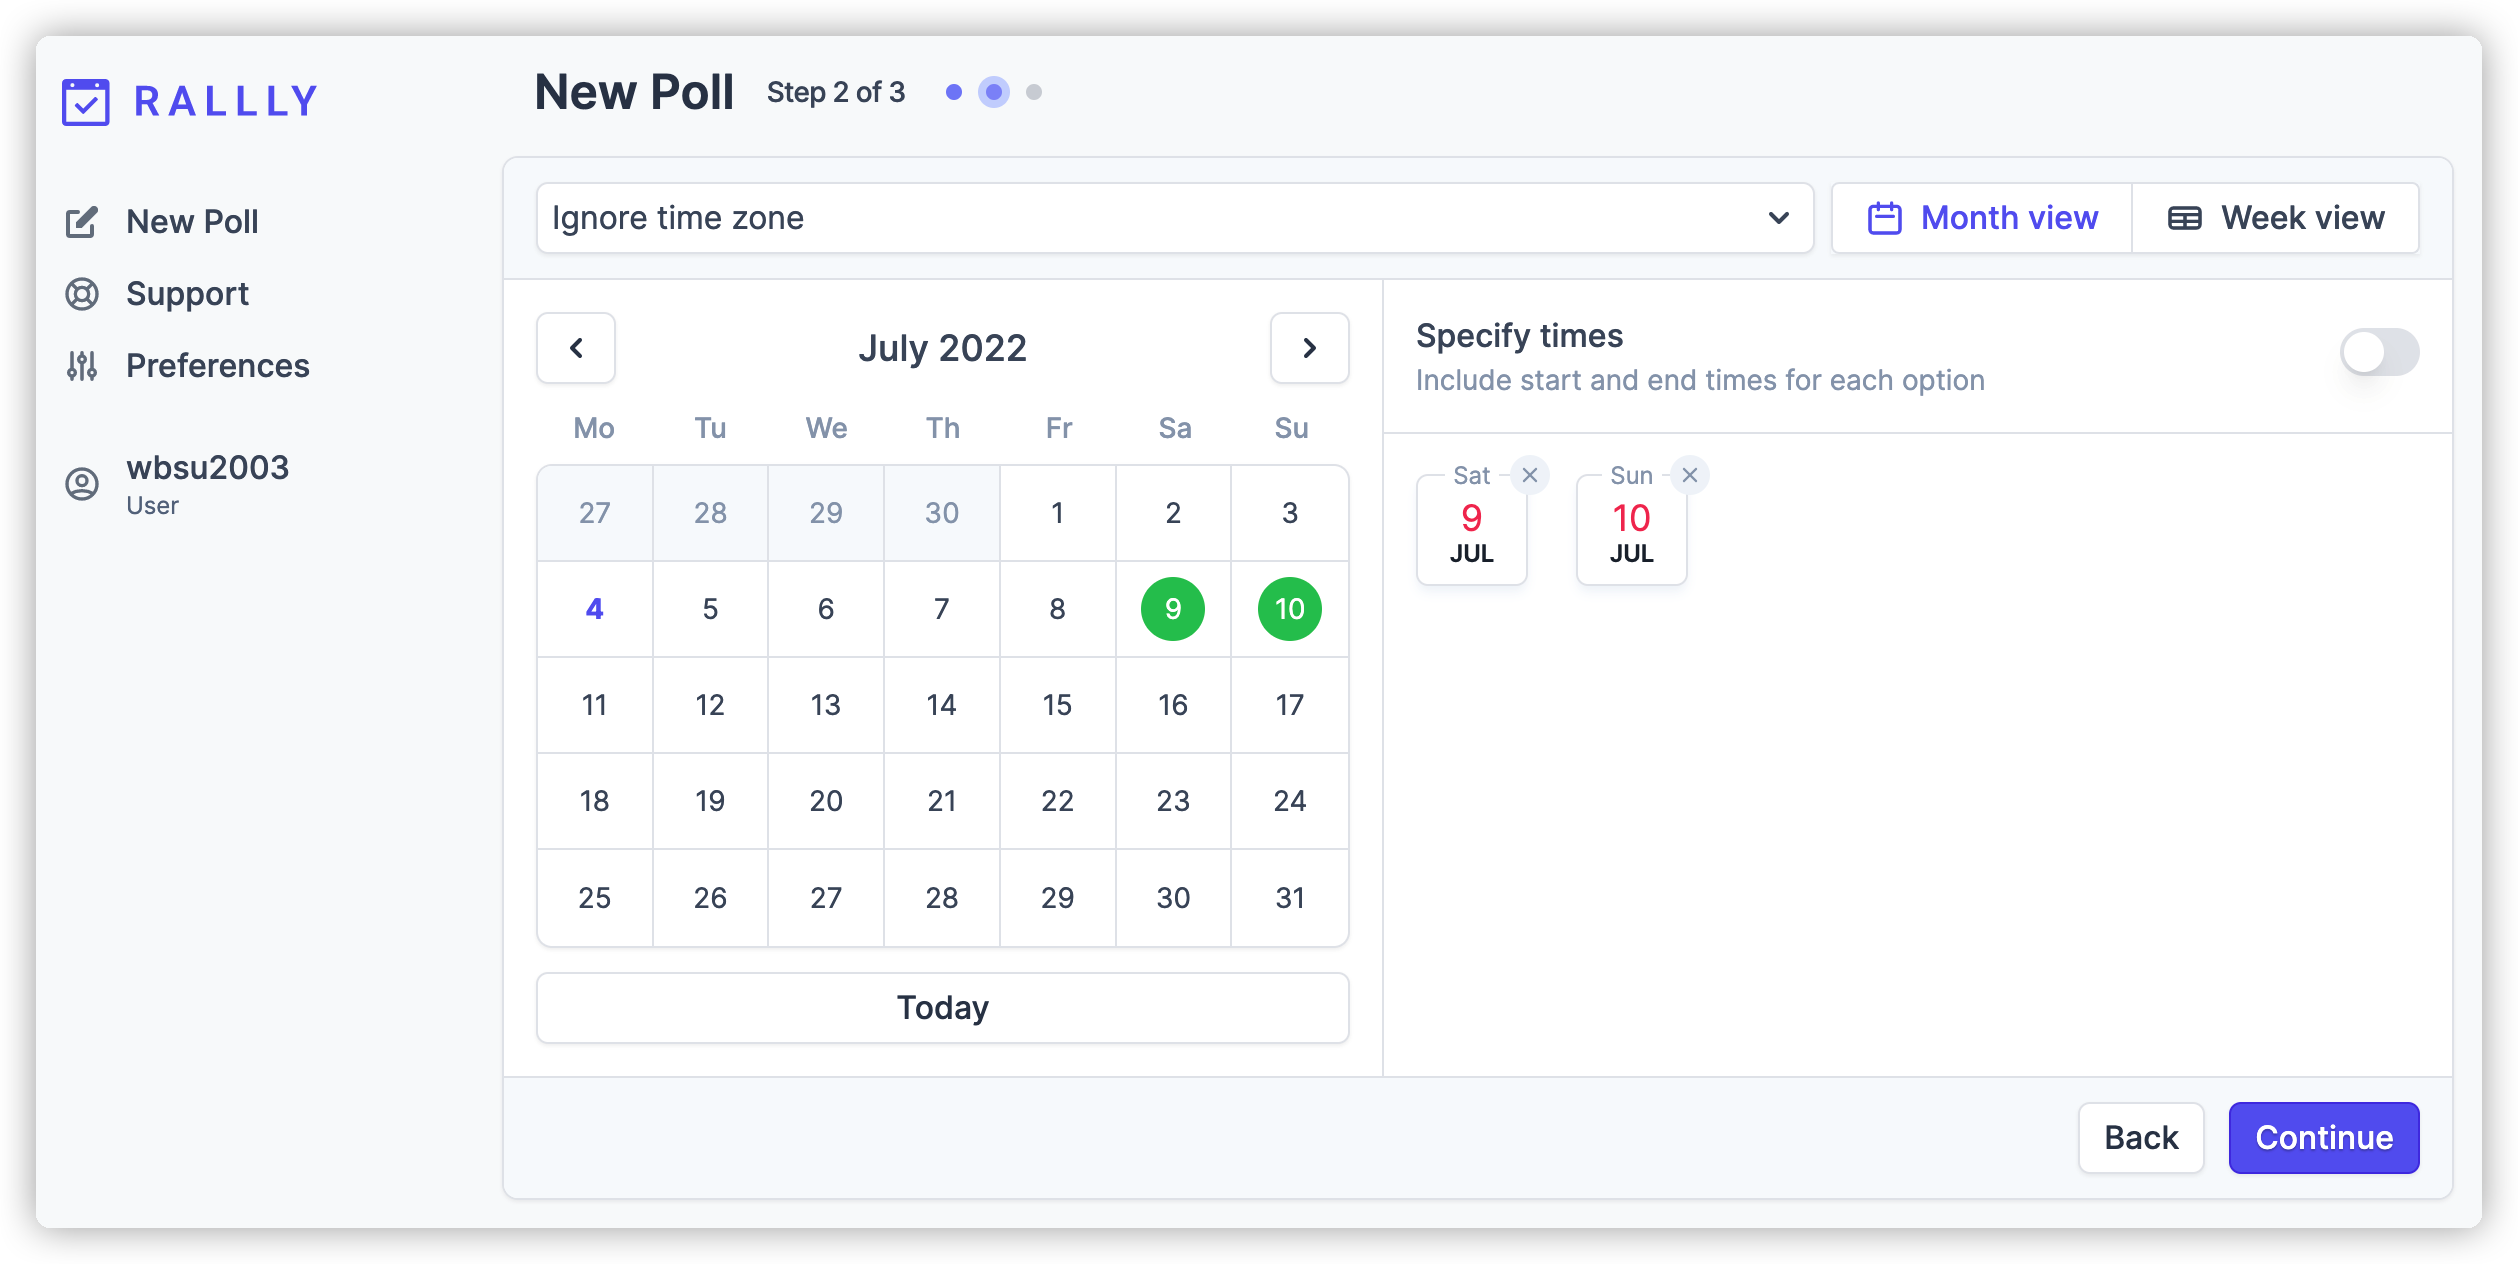 RALLLY
New Poll
Support
Preferences
wbsu2003
User
New Poll Step 2 of 3
Ignore time zone
Month view Week view
July 2022
Mo Tu We Th Fr Sa Su
27 28 29 30 1 2 3
4 5 6 7 8 9 10
11 12 13 14 15 16 17
18 19 20 21 22 23 24
25 26 27 28 29 30 31
Today
Specify times
Include start and end times for each option
Sat
9
JUL
Sun
10
JUL
Back Continue